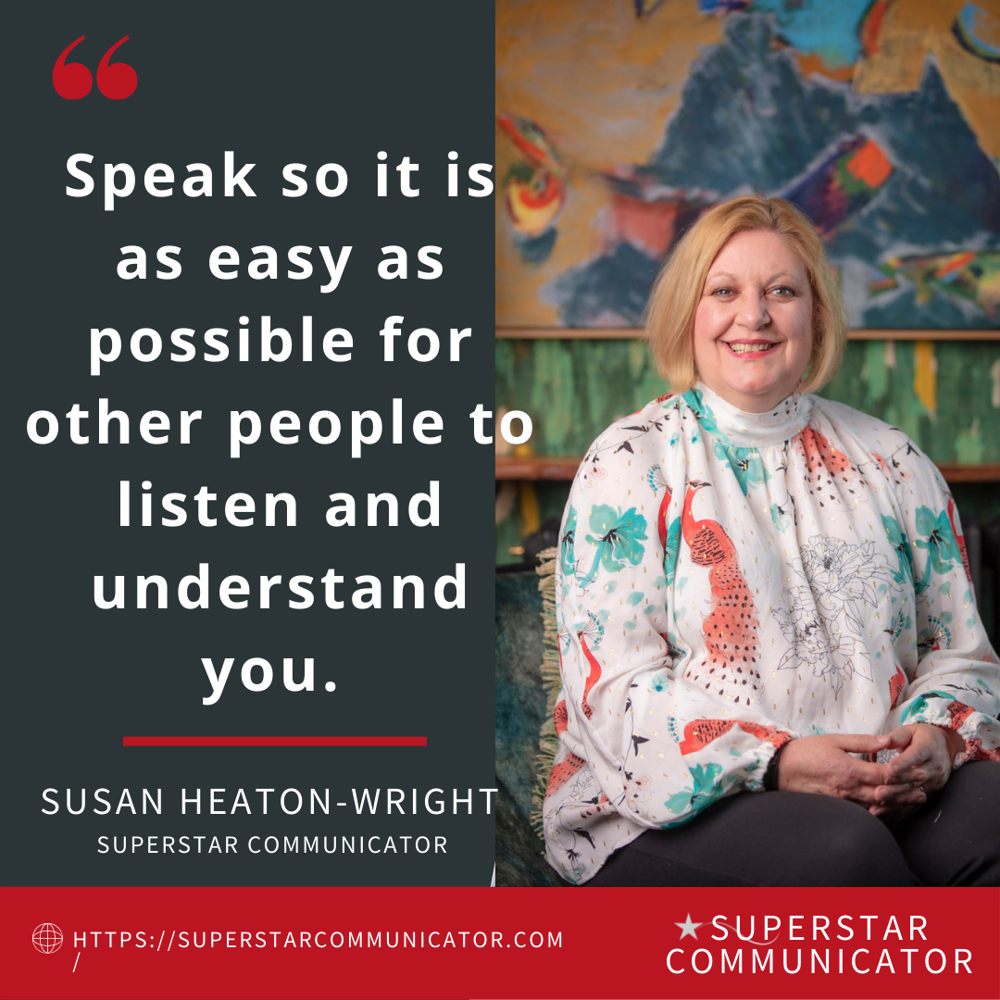 Speak so it is
as easy as
possible for
other people to
listen and
understand
you.
SUSAN HEATON-WRIGHT
SUPERSTAR COMMUNICATOR
HTTPS://SUPERSTARCOMMUNICATOR.COM
/
SUPERSTAR
COMMUNICATOR